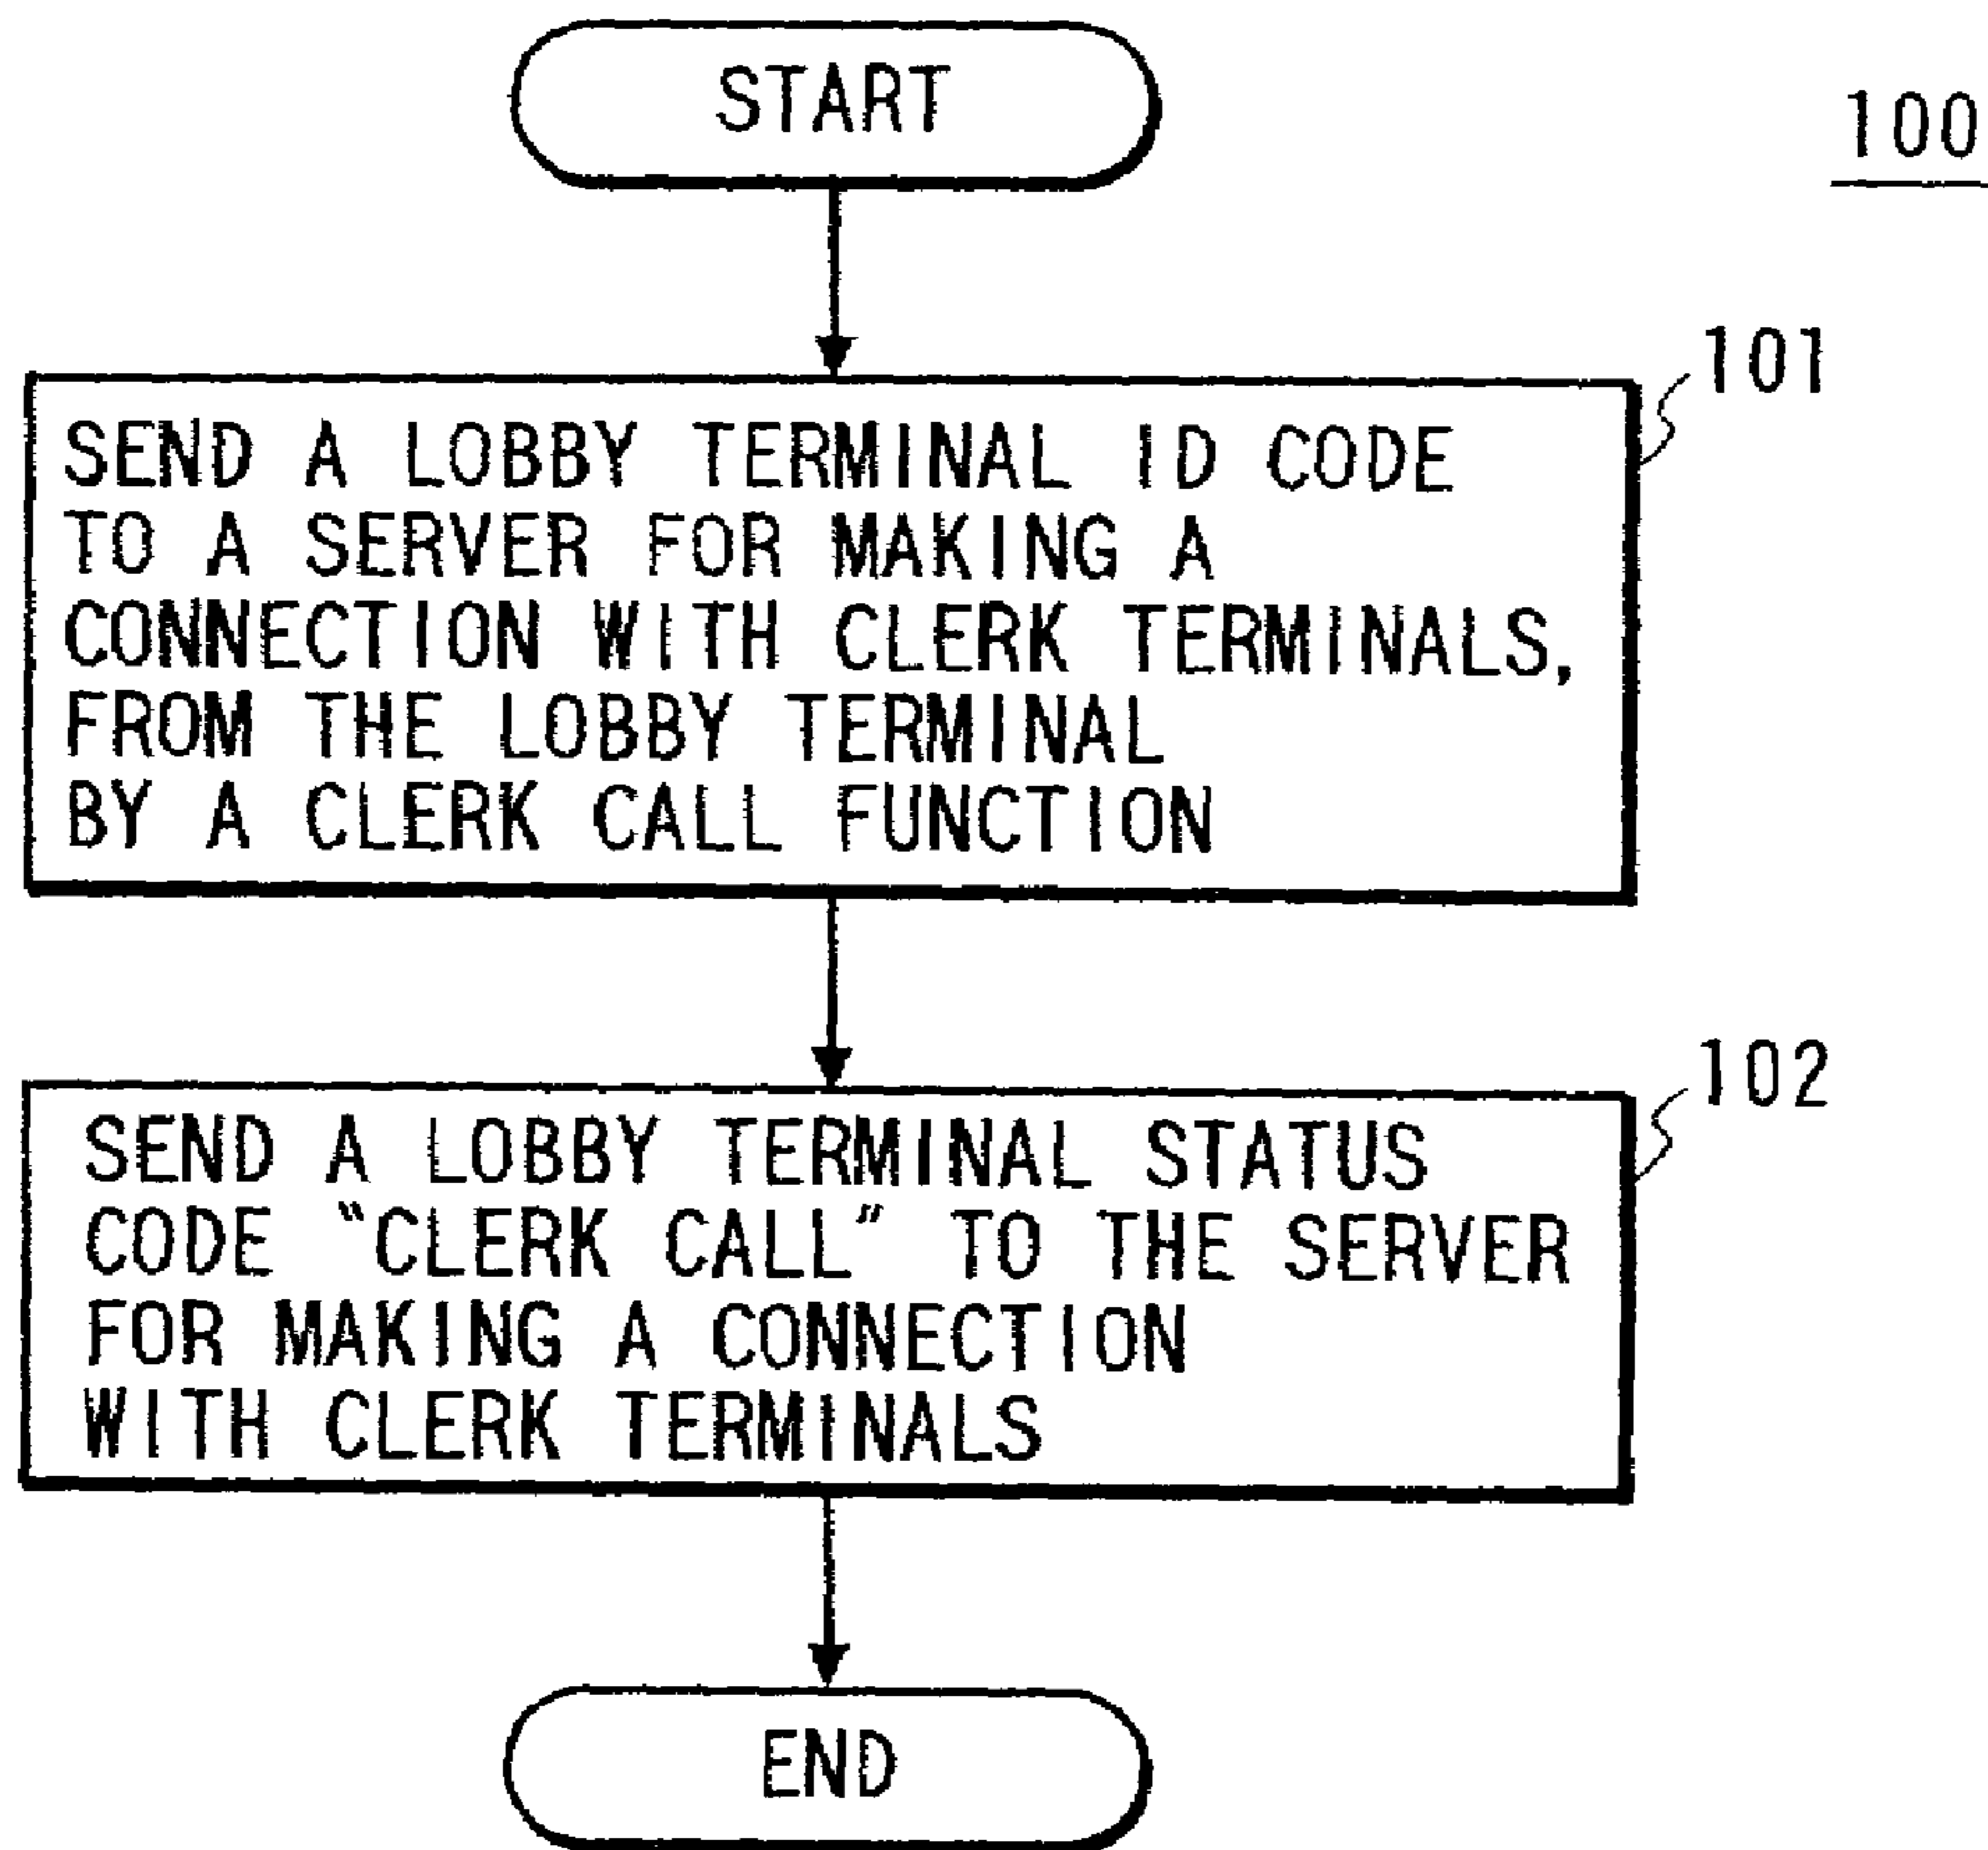 START
100
101
SEND A LOBBY TERMINAL ID CODE
TO A SERVER FOR MAKING A
CONNECTION WITH CLERK TERMINALS,
FROM THE LOBBY TERMINAL
BY A CLERK CALL FUNCTION
102
SEND A LOBBY TERMINAL STATUS
CODE "CLERK CALL" TO THE SERVER
FOR MAKING A CONNECTION
WITH CLERK TERMINALS
END